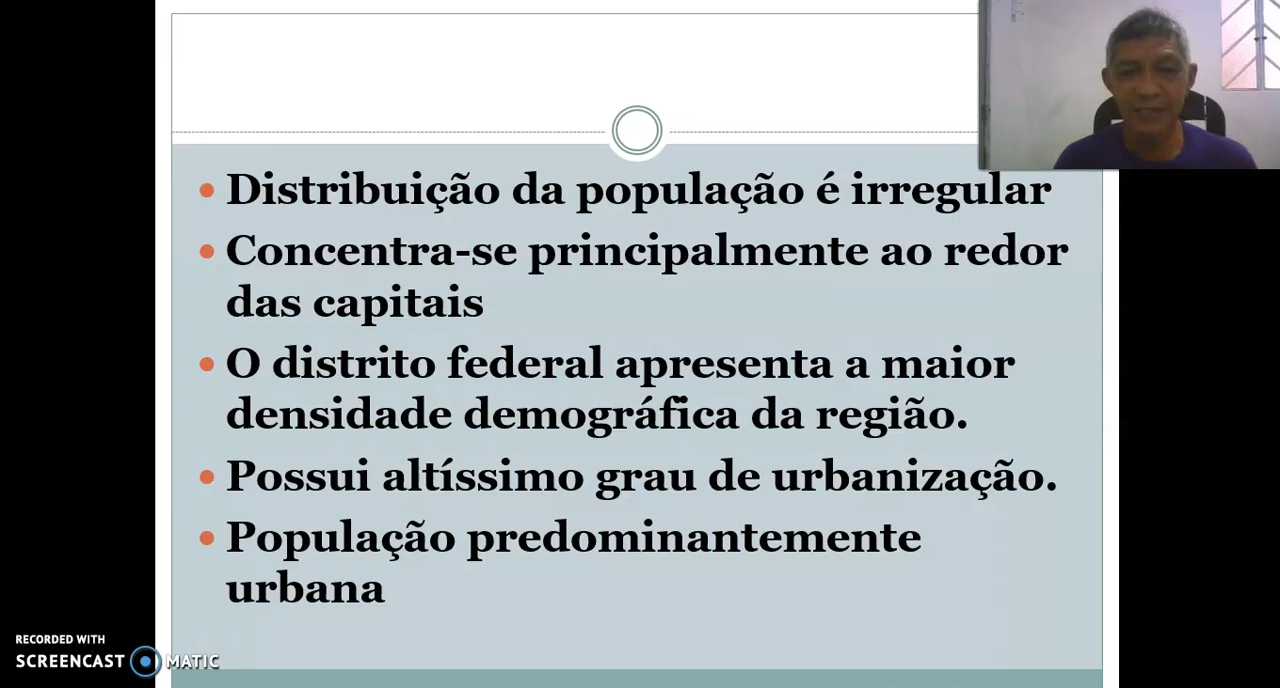 • Distribuição da população é irregular
• Concentra-se principalmente ao redor
das capitais
• O distrito federal apresenta a maior
densidade demográfica da região.
• Possui altíssimo grau de urbanização.
• População predominantemente
urbana
RECORDED WITH
SCREENCAST MATIC